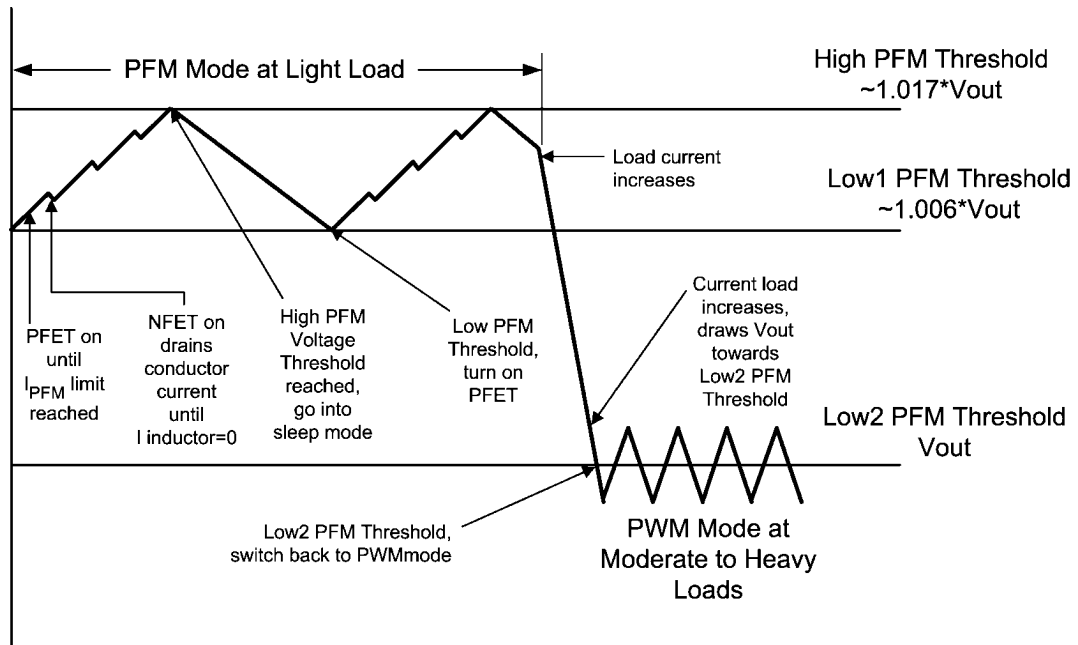 PFM Mode at Light Load
High PFM Threshold
~1.017*Vout
Load current
increases
Low1 PFM Threshold
~1.006*Vout
PFET on
until
IPFM limit
reached
NFET on
drains
conductor
current
until
I inductor=0
High PFM
Voltage
Threshold
reached,
go into
sleep mode
Low PFM
Threshold,
turn on
PFET
Current load
increases,
draws Vout
towards
Low2 PFM
Threshold
Low2 PFM Threshold
Vout
Low2 PFM Threshold,
switch back to PWMmode
PWM Mode at
Moderate to Heavy
Loads